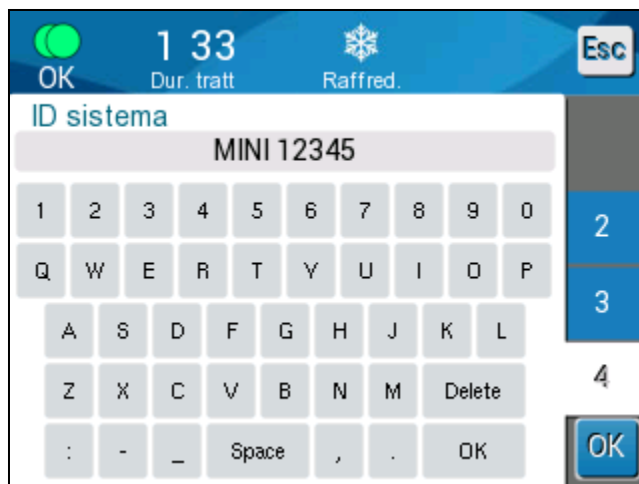 1 33
Esc
OK
Dur. tratt
Raffred.
ID sistema
MINI 12345
1 2 3 4 5 6 7 8 9 0
2
Q W E R T Y U I O P
3
A S D F G H J K L
Z X C V B N M Delete
4
: - _ Space , . OK
OK